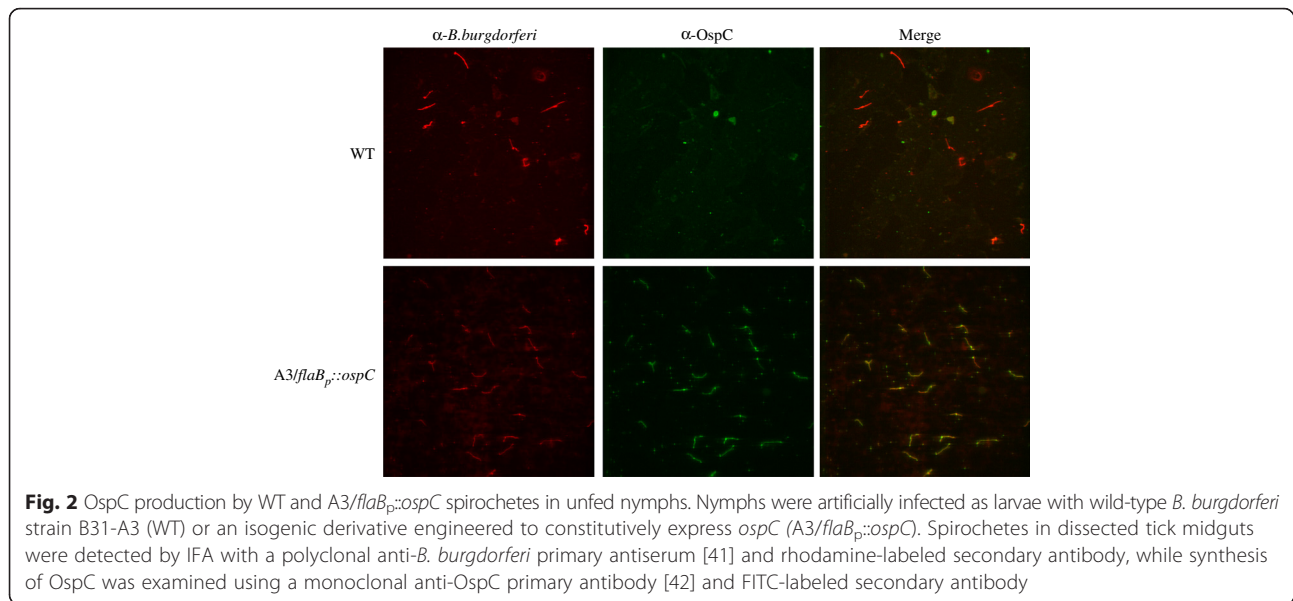 α-B.burgdorferi α-OspC Merge
WT
A3/flaBp::ospC
Fig. 2 OspC production by WT and A3/flaBp::ospC spirochetes in unfed nymphs. Nymphs were artificially infected as larvae with wild-type B. burgdorferi
strain B31-A3 (WT) or an isogenic derivative engineered to constitutively express ospC (A3/flaBp::ospC). Spirochetes in dissected tick midguts
were detected by IFA with a polyclonal anti-B. burgdorferi primary antiserum [41] and rhodamine-labeled secondary antibody, while synthesis
of OspC was examined using a monoclonal anti-OspC primary antibody [42] and FITC-labeled secondary antibody